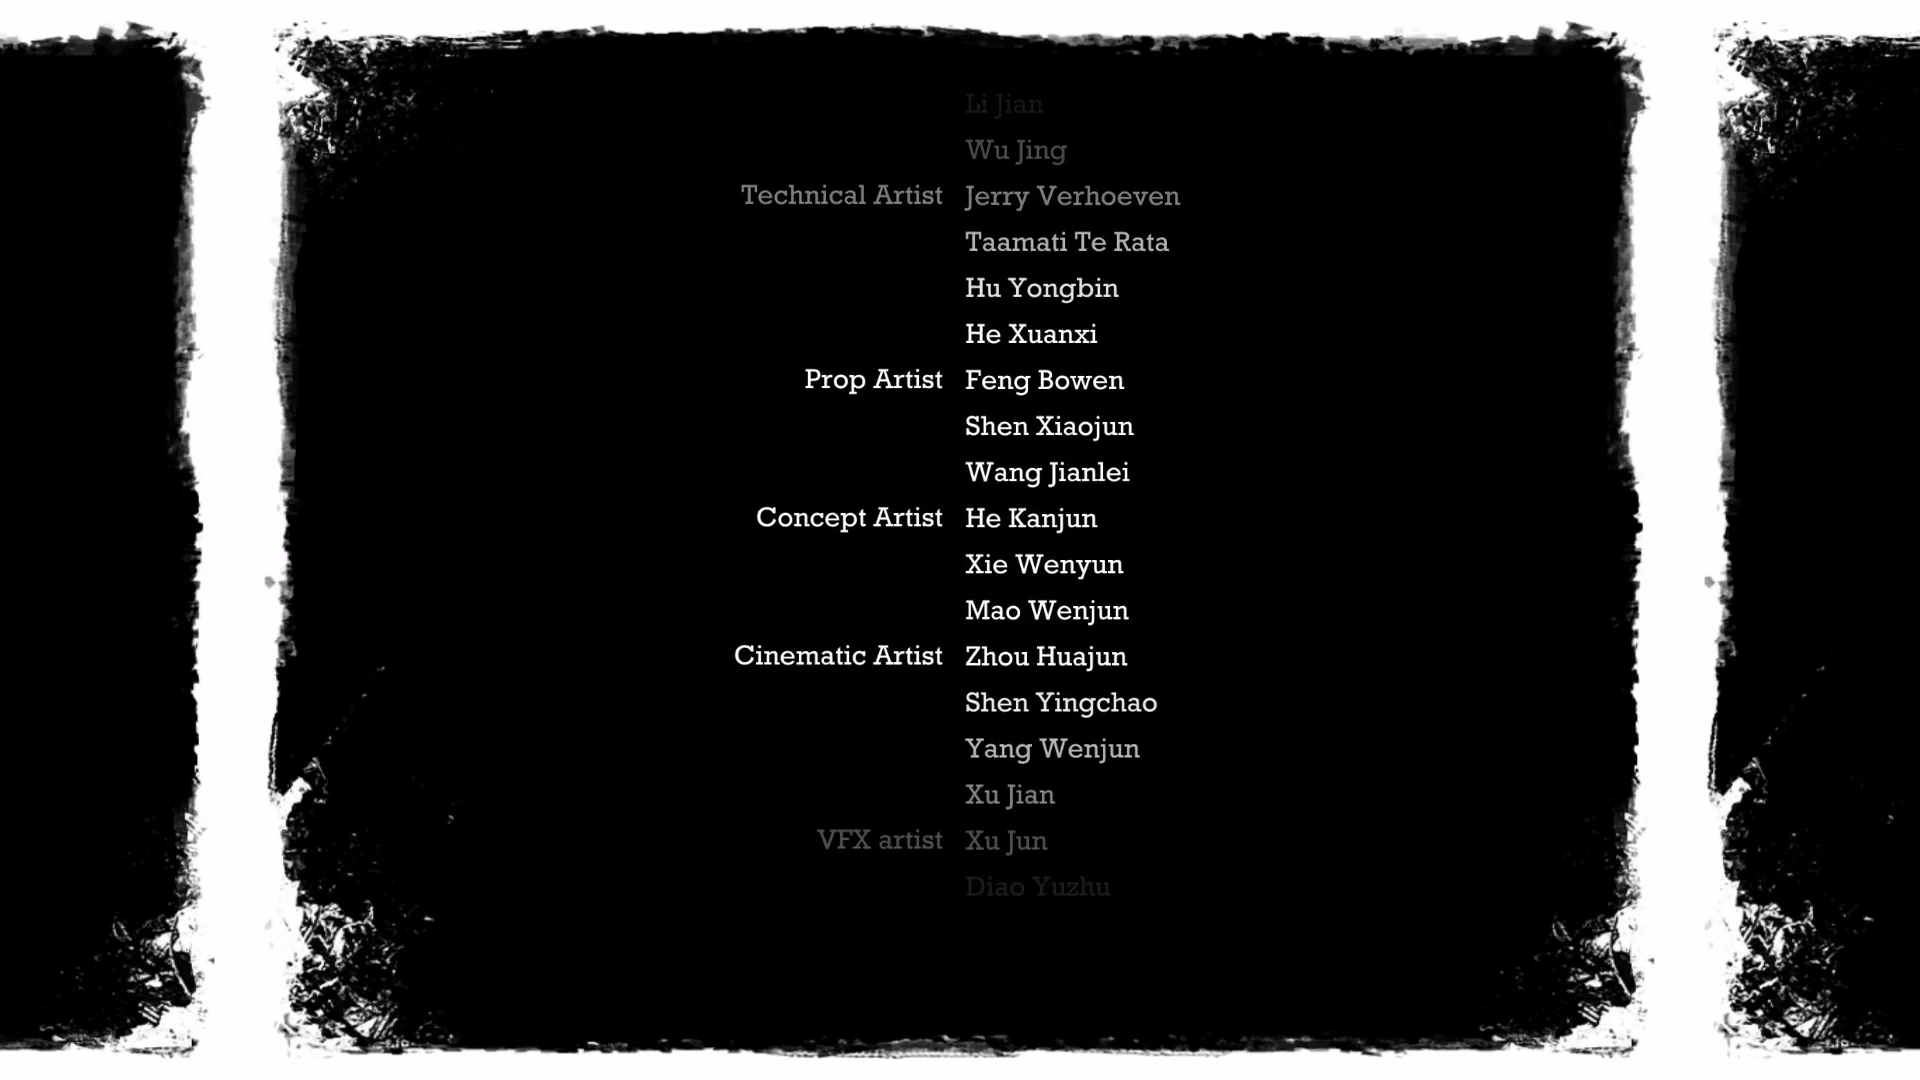 Li Jian
Wu Jing
Technical Artist Jerry Verhoeven
Taamati Te Rata
Hu Yongbin
He Xuanxi
Prop Artist Feng Bowen
Shen Xiaojun
Wang Jianlei
Concept Artist He Kanjun
Xie Wenyun
Mao Wenjun
Cinematic Artist Zhou Huajun
Shen Yingchao
Yang Wenjun
Xu Jian
VFX artist Xu Jun
Diao Yuzhu